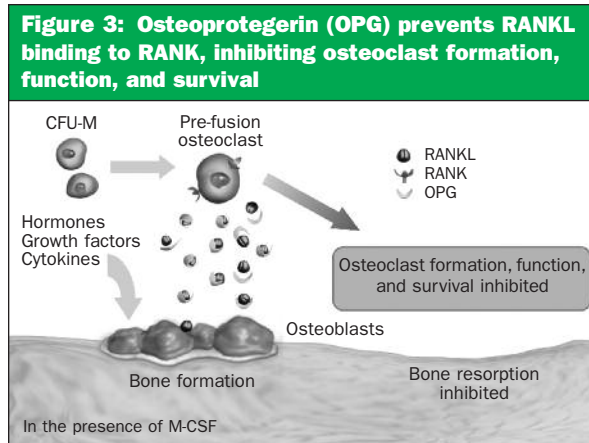 Figure 3: Osteoprotegerin (OPG) prevents RANKL
binding to RANK, inhibiting osteoclast formation,
function, and survival
CFU-M
Pre-fusion
osteoclast
RANKL
RANK
OPG
Hormones
Growth factors
Cytokines
Osteoclast formation, function,
and survival inhibited
Osteoblasts
Bone formation
Bone resorption
inhibited
In the presence of M-CSF